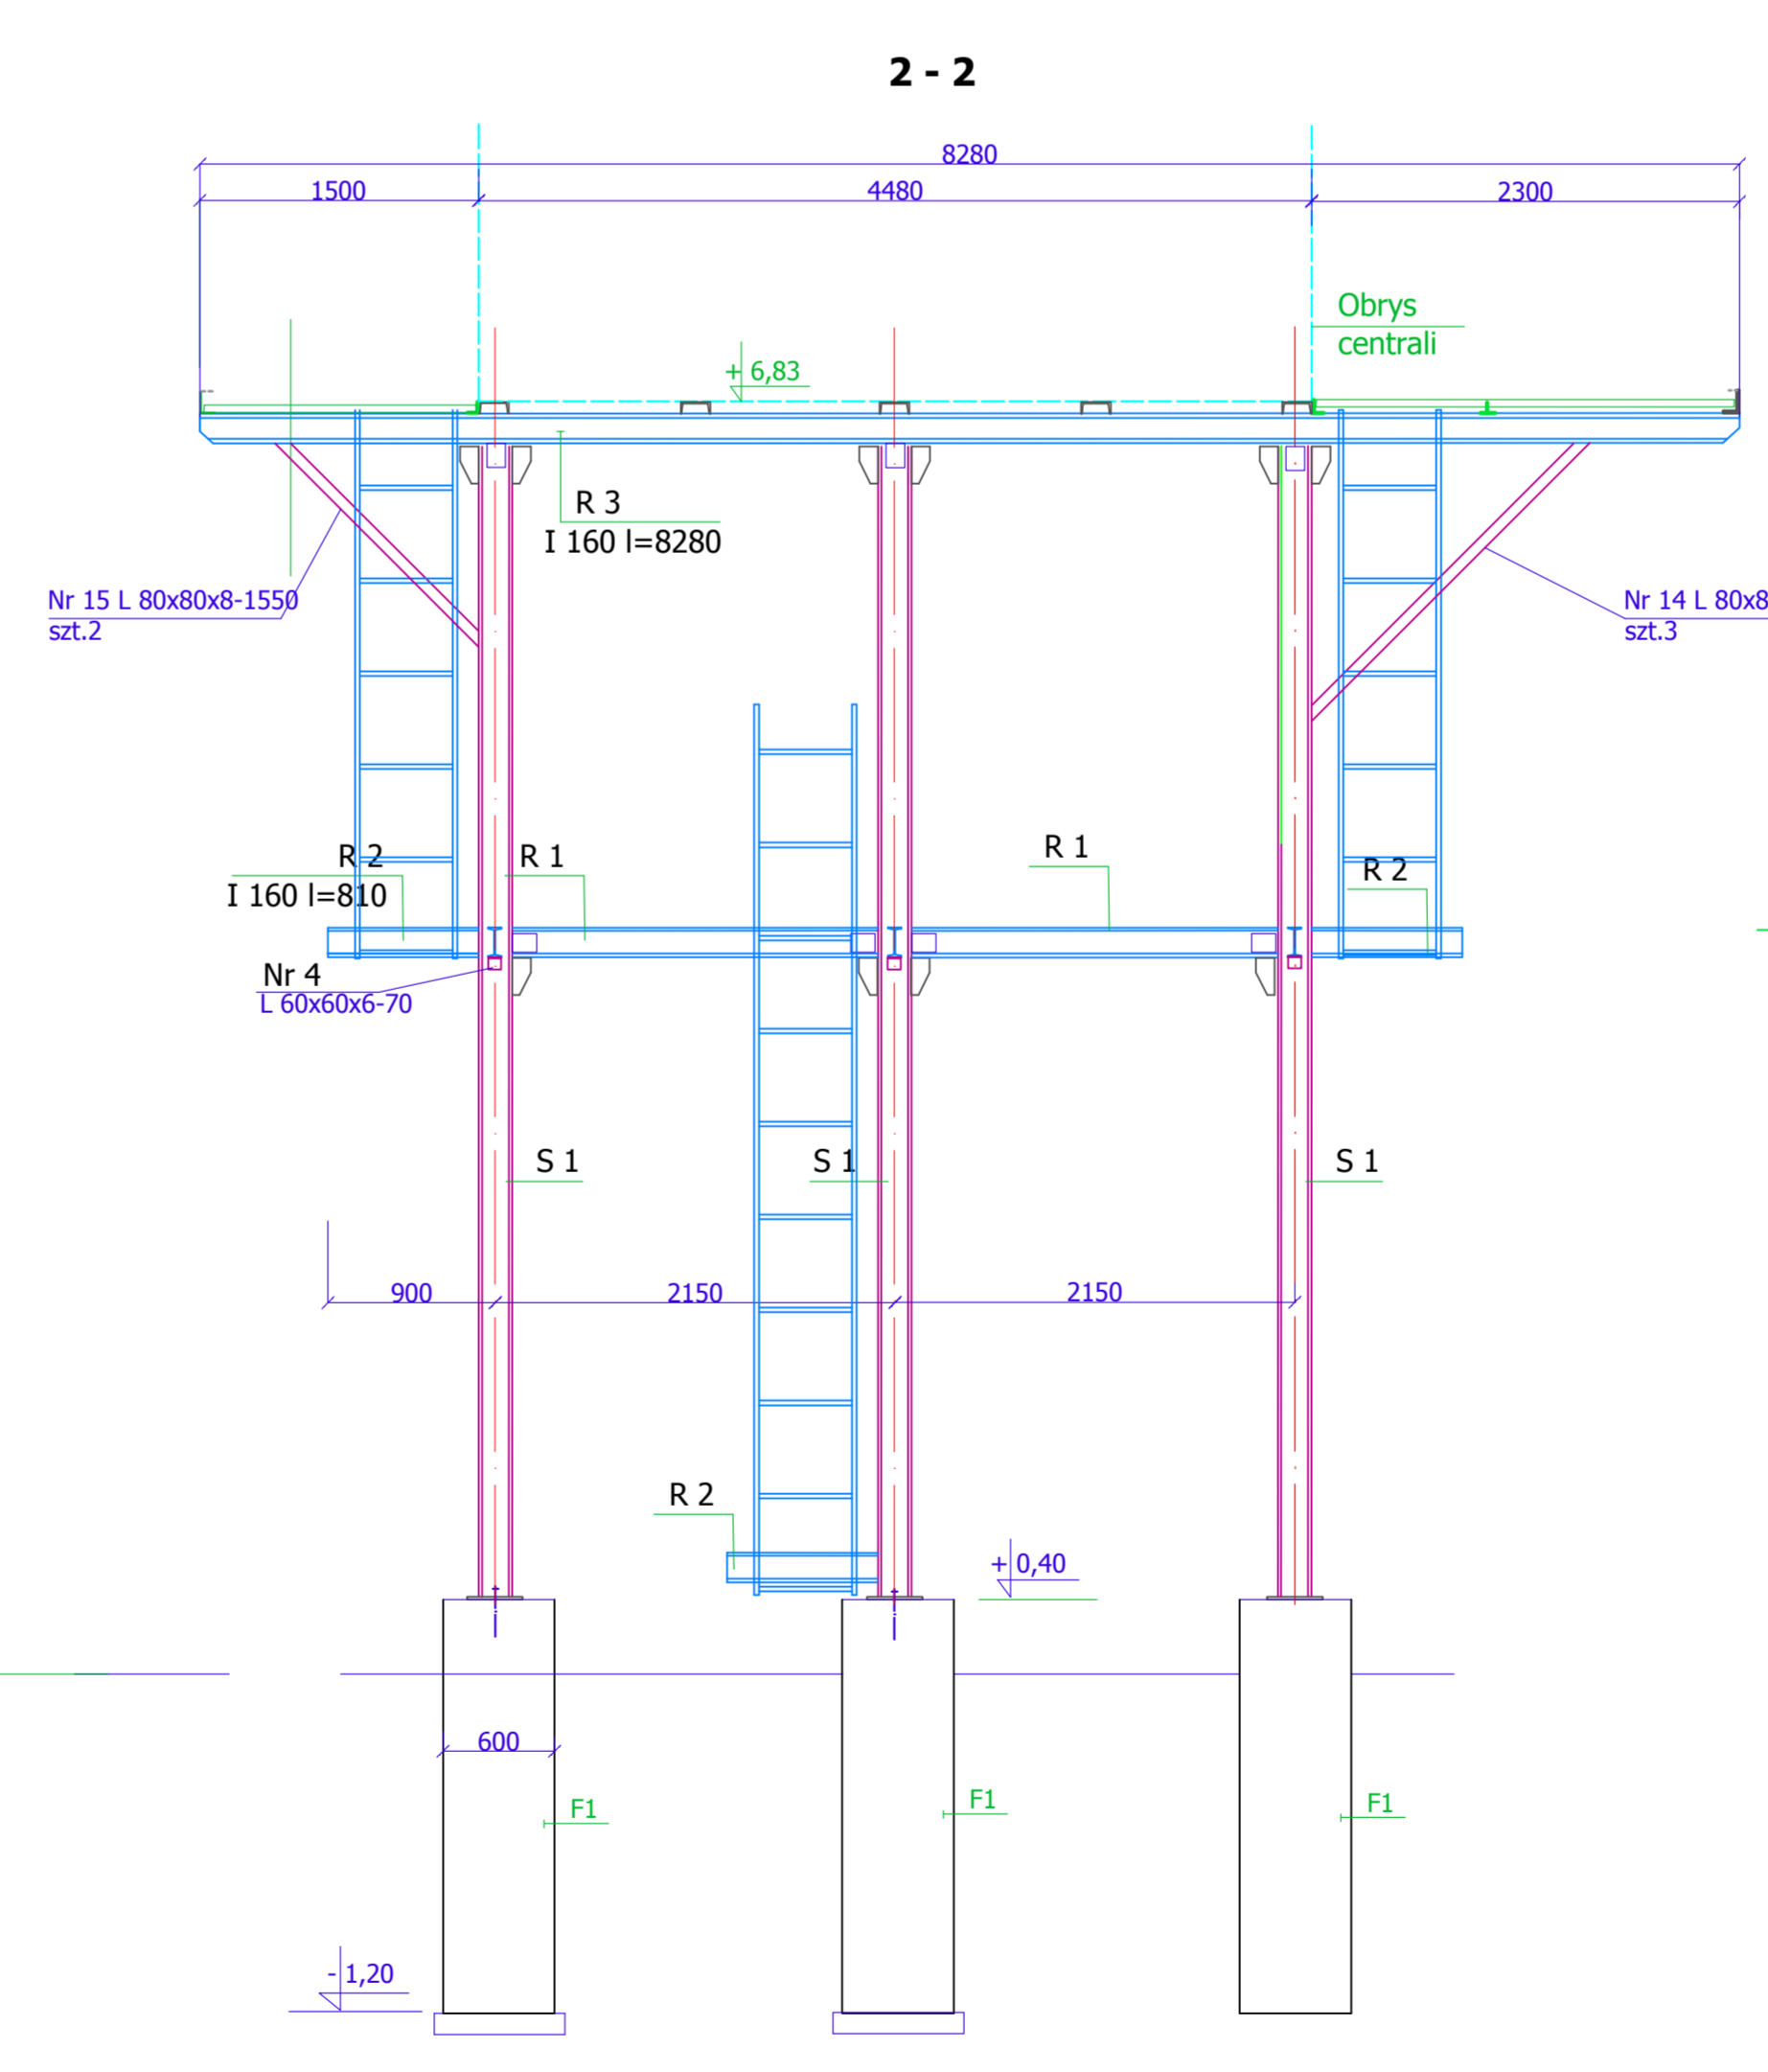 2 - 2
8280
1500
4480
2300
Obrys
centrali
+ 6,83
R 3
I 160 l=8280
Nr 15 L 80x80x8-1550
szt.2
Nr 14 L 80x8
szt.3
R 2
I 160 l=810
R 1
R 1
R 2
Nr 4
L 60x60x6-70
S 1
S 1
S 1
900
2150
2150
R 2
+ 0,40
600
F1
F1
F1
- 1,20